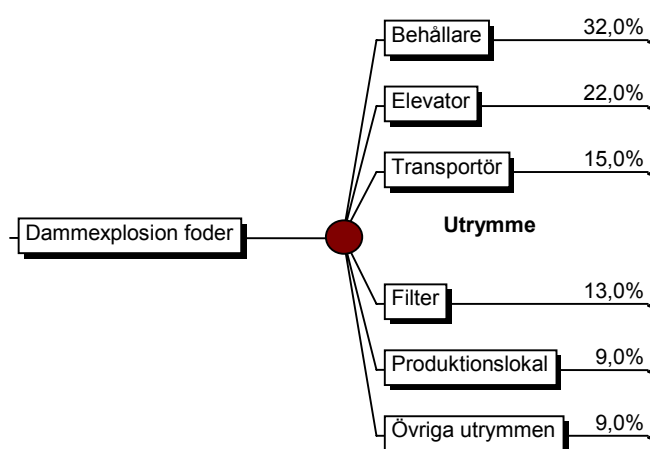 Behållare 32,0%
Elevator 22,0%
Transportör 15,0%
Utrymme
Dammexplosion foder
Filter 13,0%
Produktionslokal 9,0%
Övriga utrymmen 9,0%